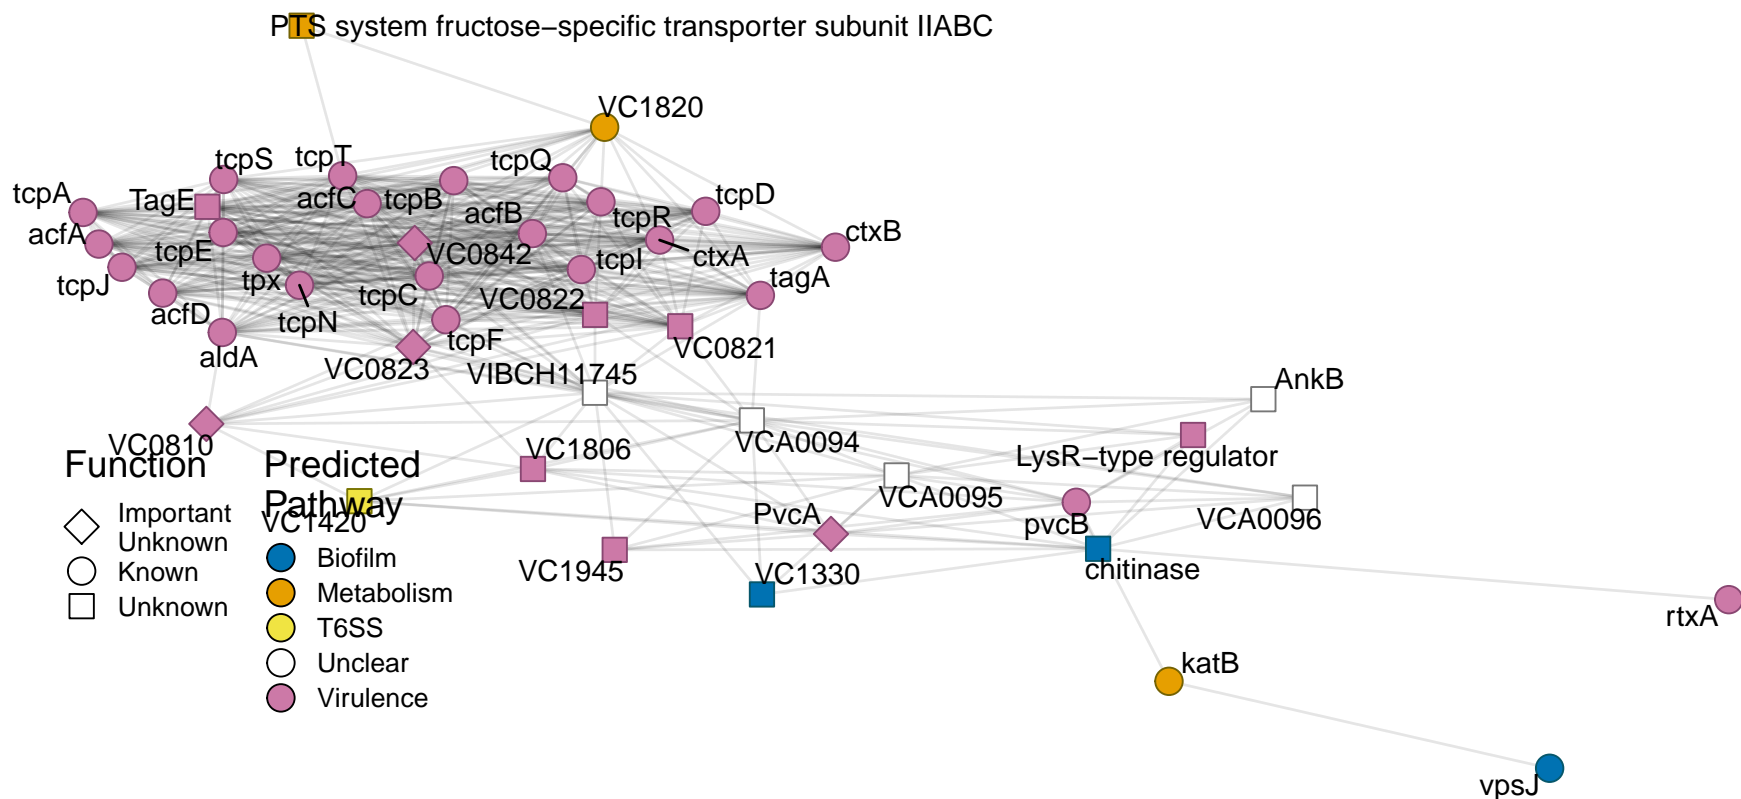 PTS system fructose−specific transporter subunit IIABC
VC1820
tcpS
tcpT
tcpQ
tcpA
TagE
acfC
tcpB
acfB
tcpR
tcpD
acfA
tcpE
VC0842
tcpI
ctxA
ctxB
tcpJ
tpx
tcpC
VC0822
tagA
acfD
tcpN
tcpF
aldA
VC0823
VC0821
VIBCH11745
AnkB
VC0810
VC1806
VCA0094
LysR−type regulator
VCA0095
VCA0096
PvcA
pvcB
VC1420
VC1945
VC1330
chitinase
rtxA
katB
vpsJ
Function
Important
Unknown
Known
Unknown
Predicted
Pathway
Biofilm
Metabolism
T6SS
Unclear
Virulence